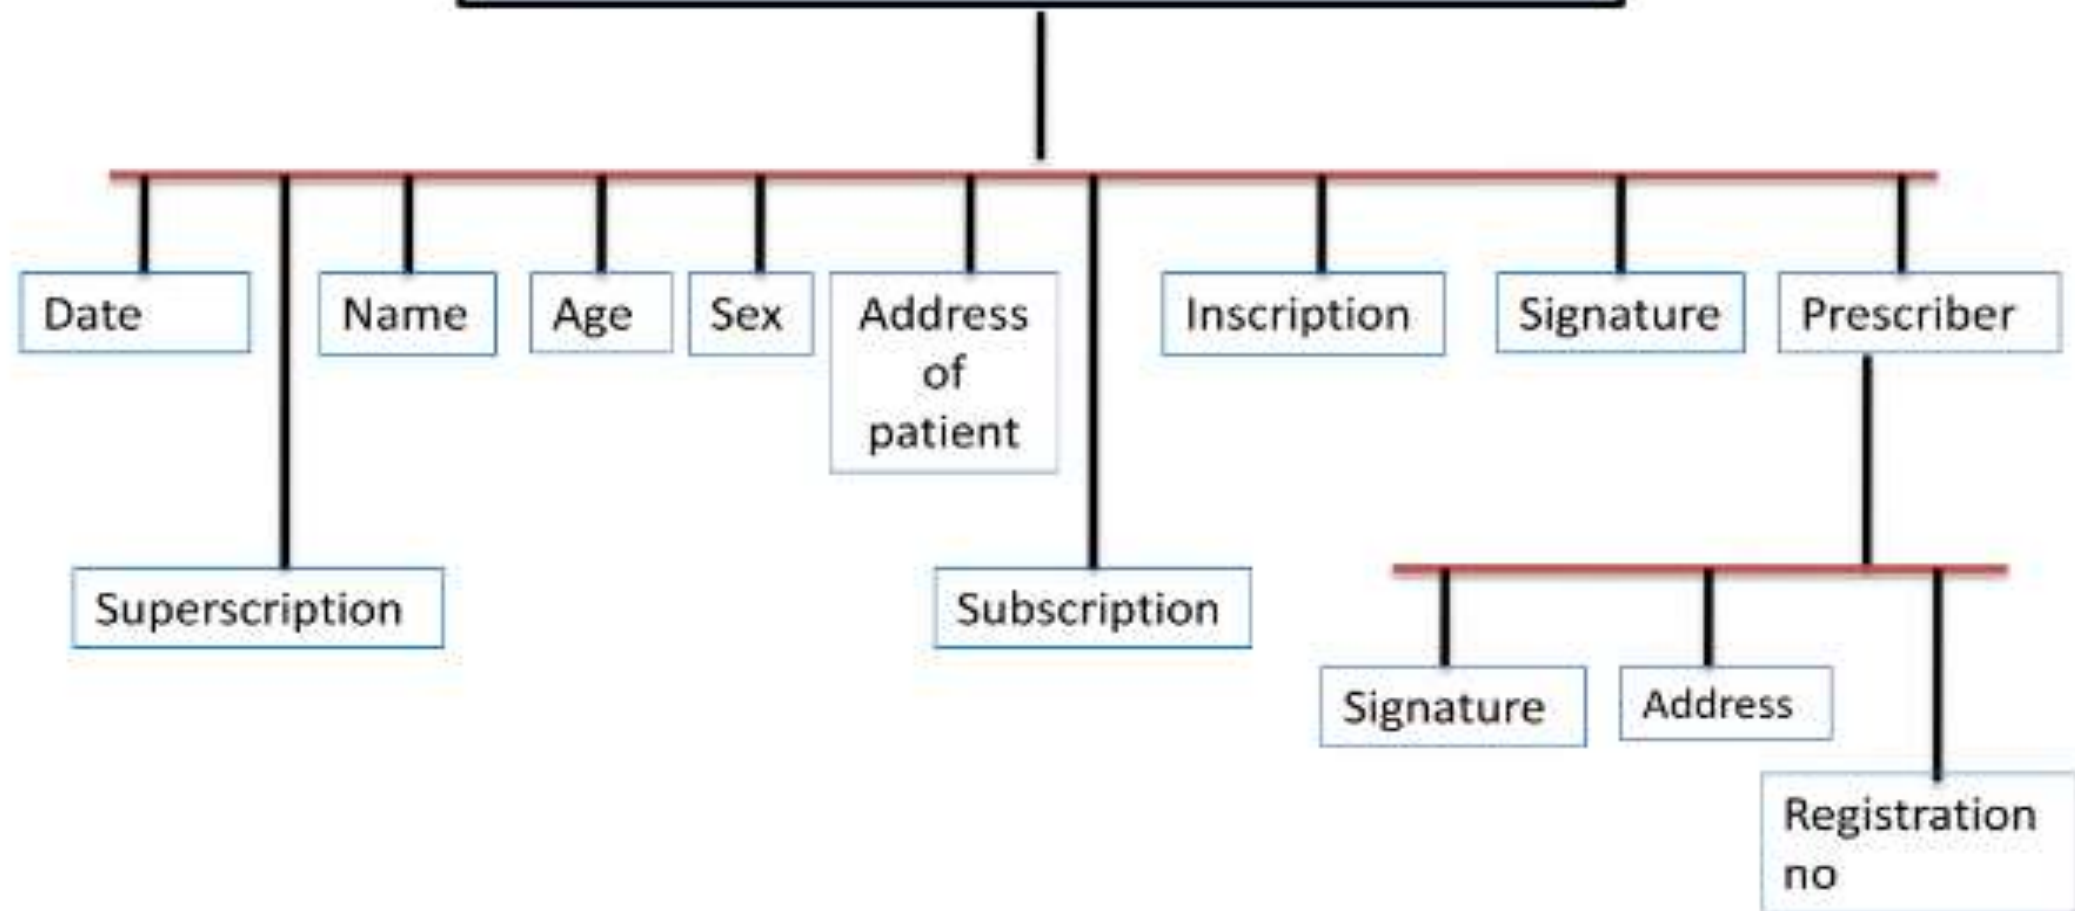 Date
Name
Age
Sex
Address
of
patient
Inscription
Signature
Prescriber
Superscription
Subscription
Signature
Address
Registration
no